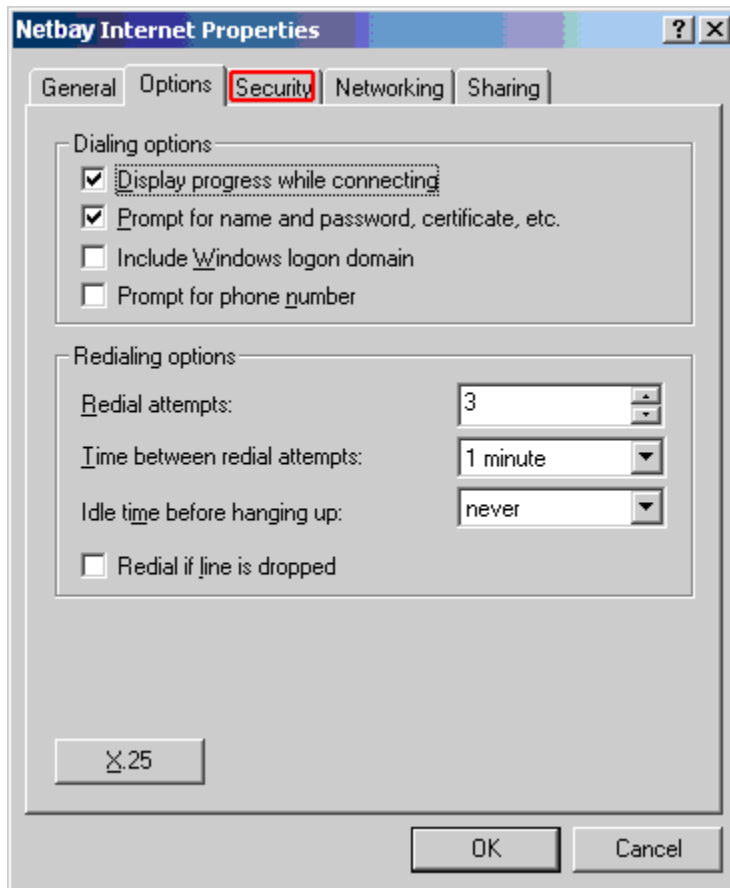 Netbay Internet Properties
General Options Security Networking Sharing
Dialing options
Display progress while connecting
Prompt for name and password, certificate, etc.
Include Windows logon domain
Prompt for phone number
Redialing options
Redial attempts: 3
Time between redial attempts: 1 minute
Idle time before hanging up: never
Redial if line is dropped
X.25
OK Cancel